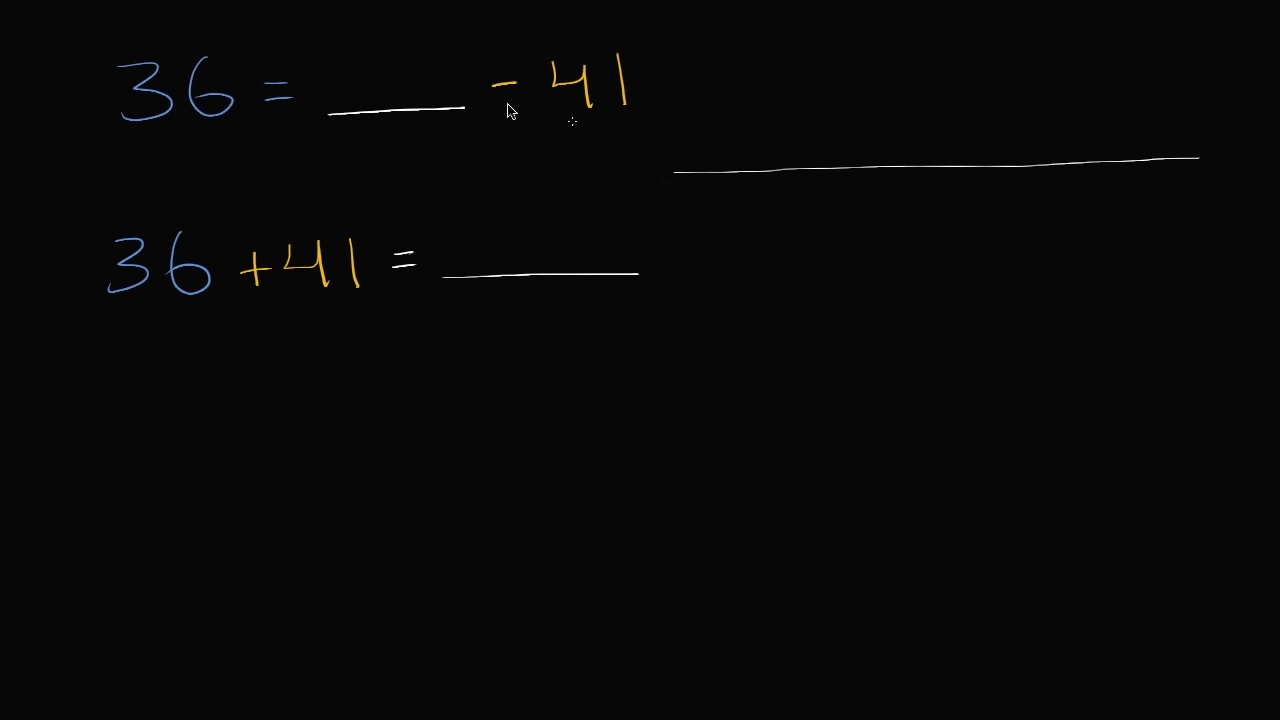 36 = ____ - 41
36 + 41 = ____